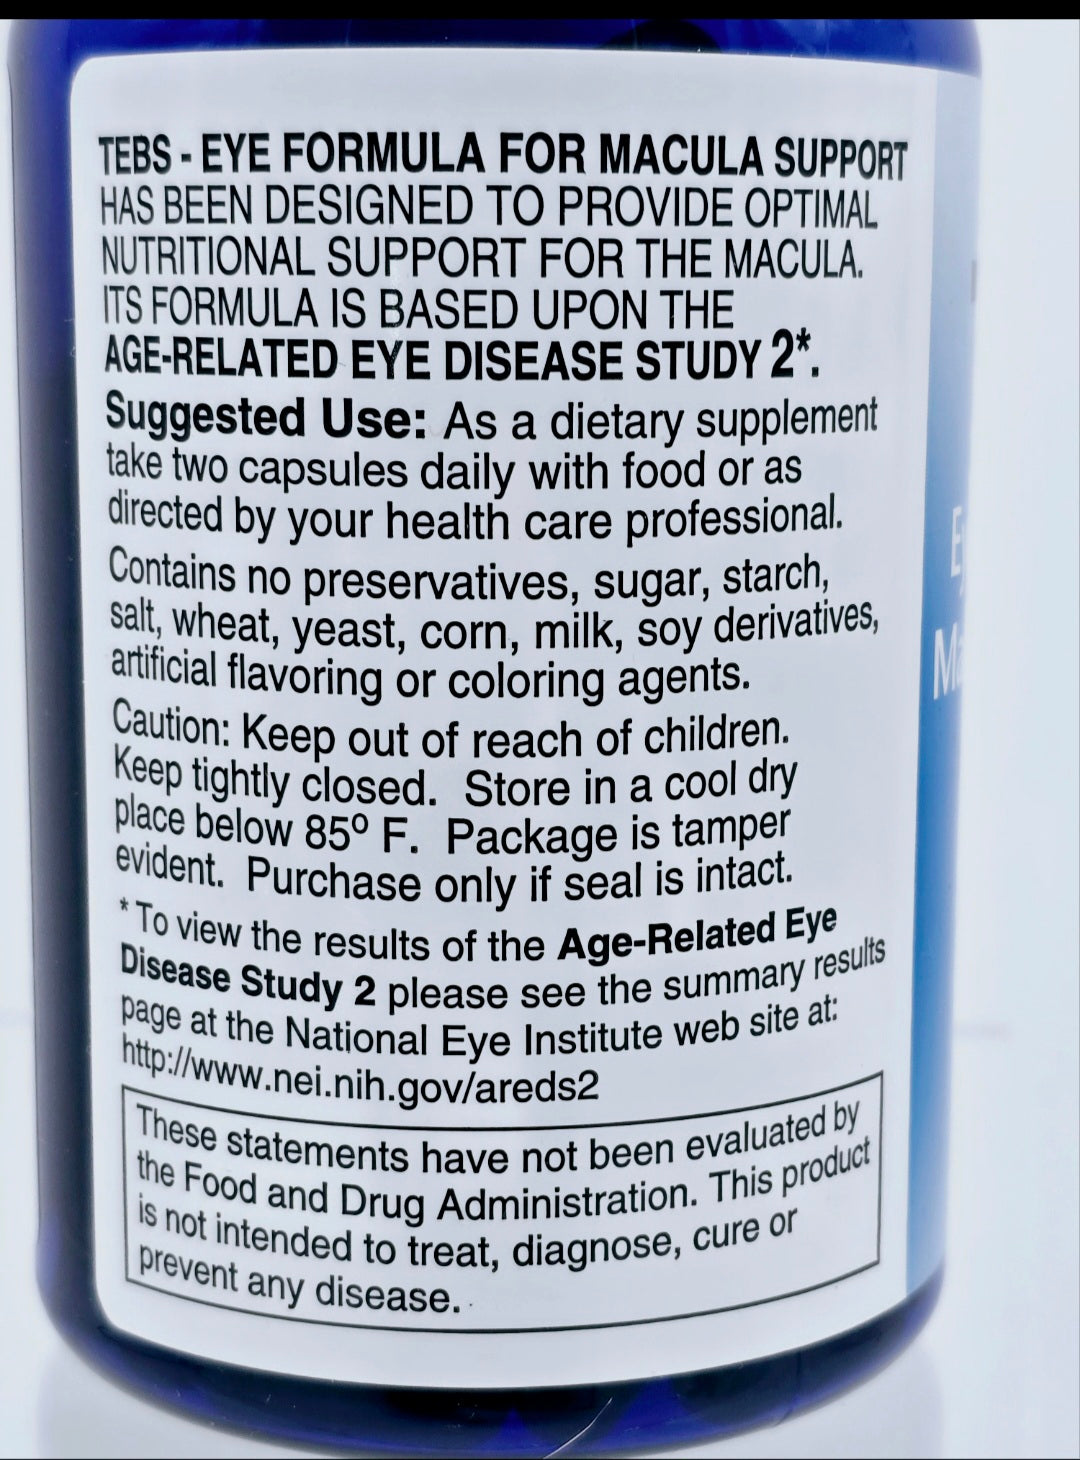 TEBS - EYE FORMULA FOR MACULA SUPPORT
HAS BEEN DESIGNED TO PROVIDE OPTIMAL
NUTRITIONAL SUPPORT FOR THE MACULA.
ITS FORMULA IS BASED UPON THE
AGE-RELATED EYE DISEASE STUDY 2*.
Suggested Use: As a dietary supplement
take two capsules daily with food or as
directed by your health care professional.
Contains no preservatives, sugar, starch,
salt, wheat, yeast, corn, milk, soy derivatives,
artificial flavoring or coloring agents.
Caution: Keep out of reach of children.
Keep tightly closed. Store in a cool dry
place below 85º F. Package is tamper
evident. Purchase only if seal is intact.
* To view the results of the Age-Related Eye
Disease Study 2 please see the summary results
page at the National Eye Institute web site at:
http://www.nei.nih.gov/areds2
These statements have not been evaluated by
the Food and Drug Administration. This product
is not intended to treat, diagnose, cure or
prevent any disease.